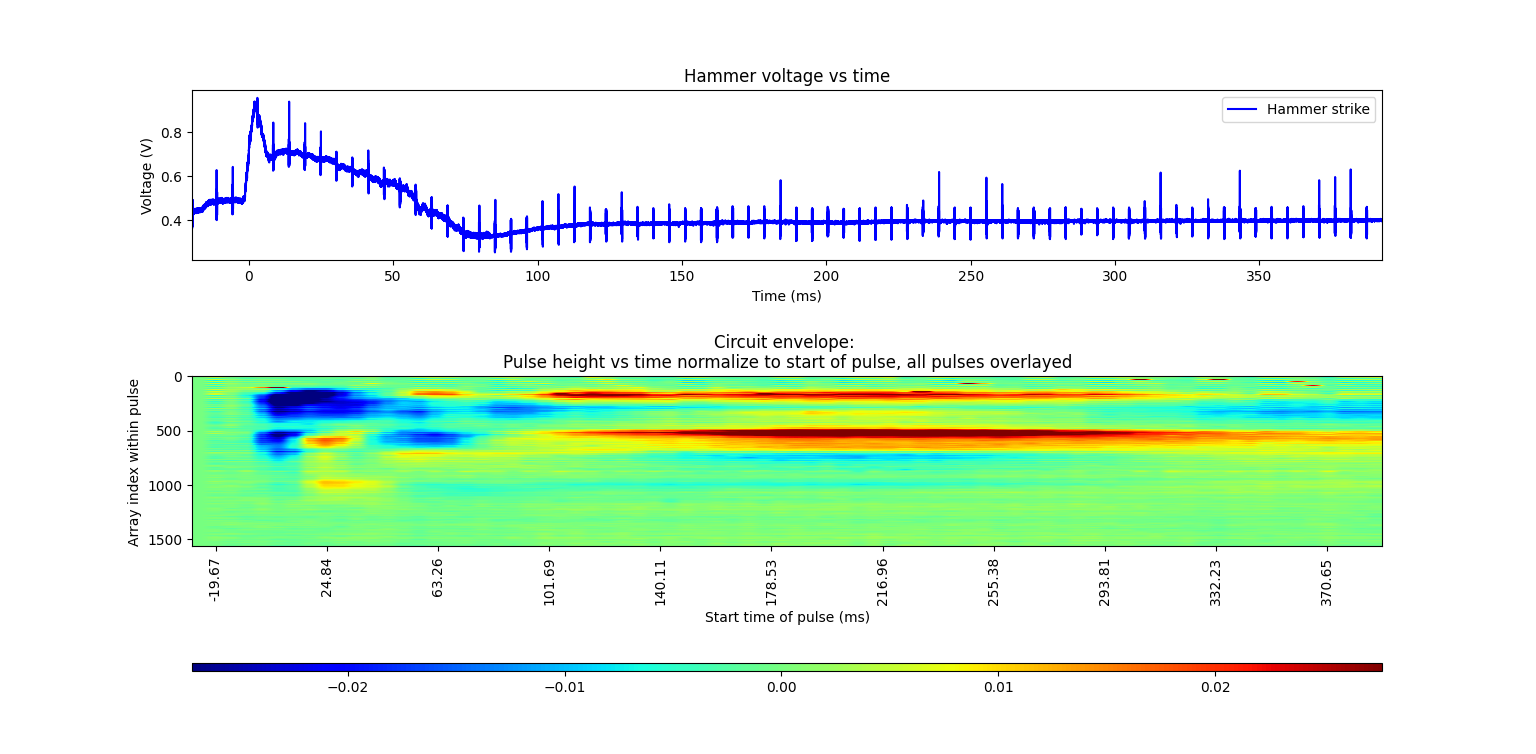 Hammer voltage vs time
Hammer strike
Voltage (V)
0.8
0.6
0.4
0 50 100 150 200 250 300 350
Time (ms)
Circuit envelope:
Pulse height vs time normalize to start of pulse, all pulses overlayed
Array index within pulse
0
500
1000
1500
-19.67 24.84 63.26 101.69 140.11 178.53 216.96 255.38 293.81 332.23 370.65
Start time of pulse (ms)
−0.02 −0.01 0.00 0.01 0.02